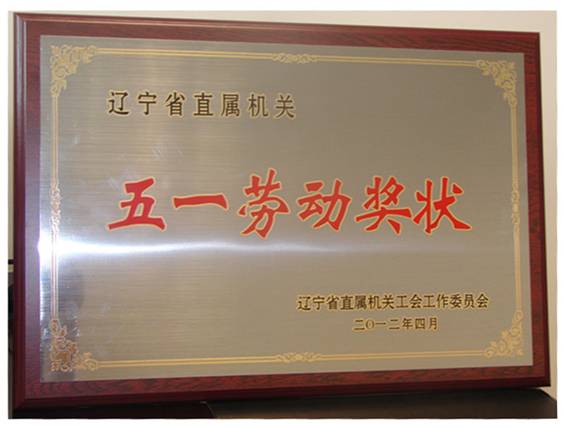 辽宁省直属机关
五一劳动奖状
辽宁省直属机关工会工作委员会
二〇一二年四月